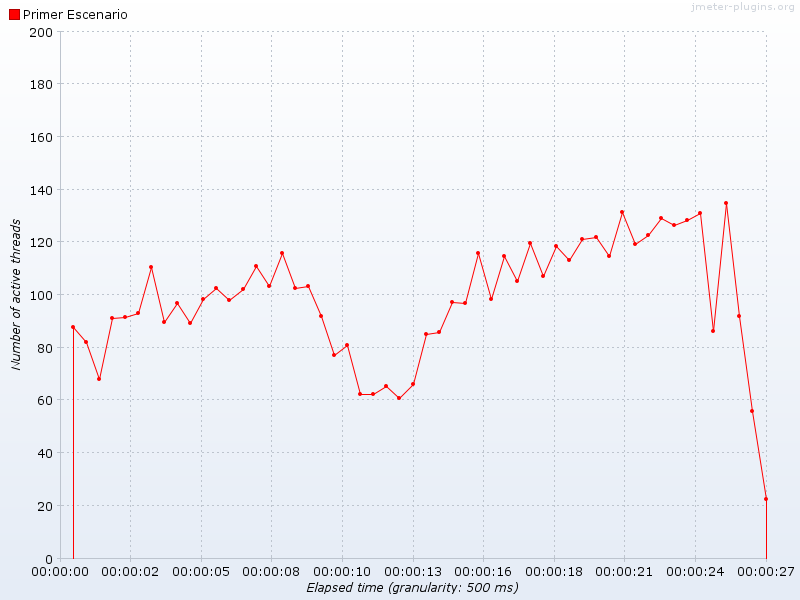 jmeter-plugins.org
Primer Escenario
200
180
160
140
120
100
80
60
40
20
0
Number of active threads
00:00:00 00:00:02 00:00:05 00:00:08 00:00:10 00:00:13 00:00:16 00:00:18 00:00:21 00:00:24 00:00:27
Elapsed time (granularity: 500 ms)